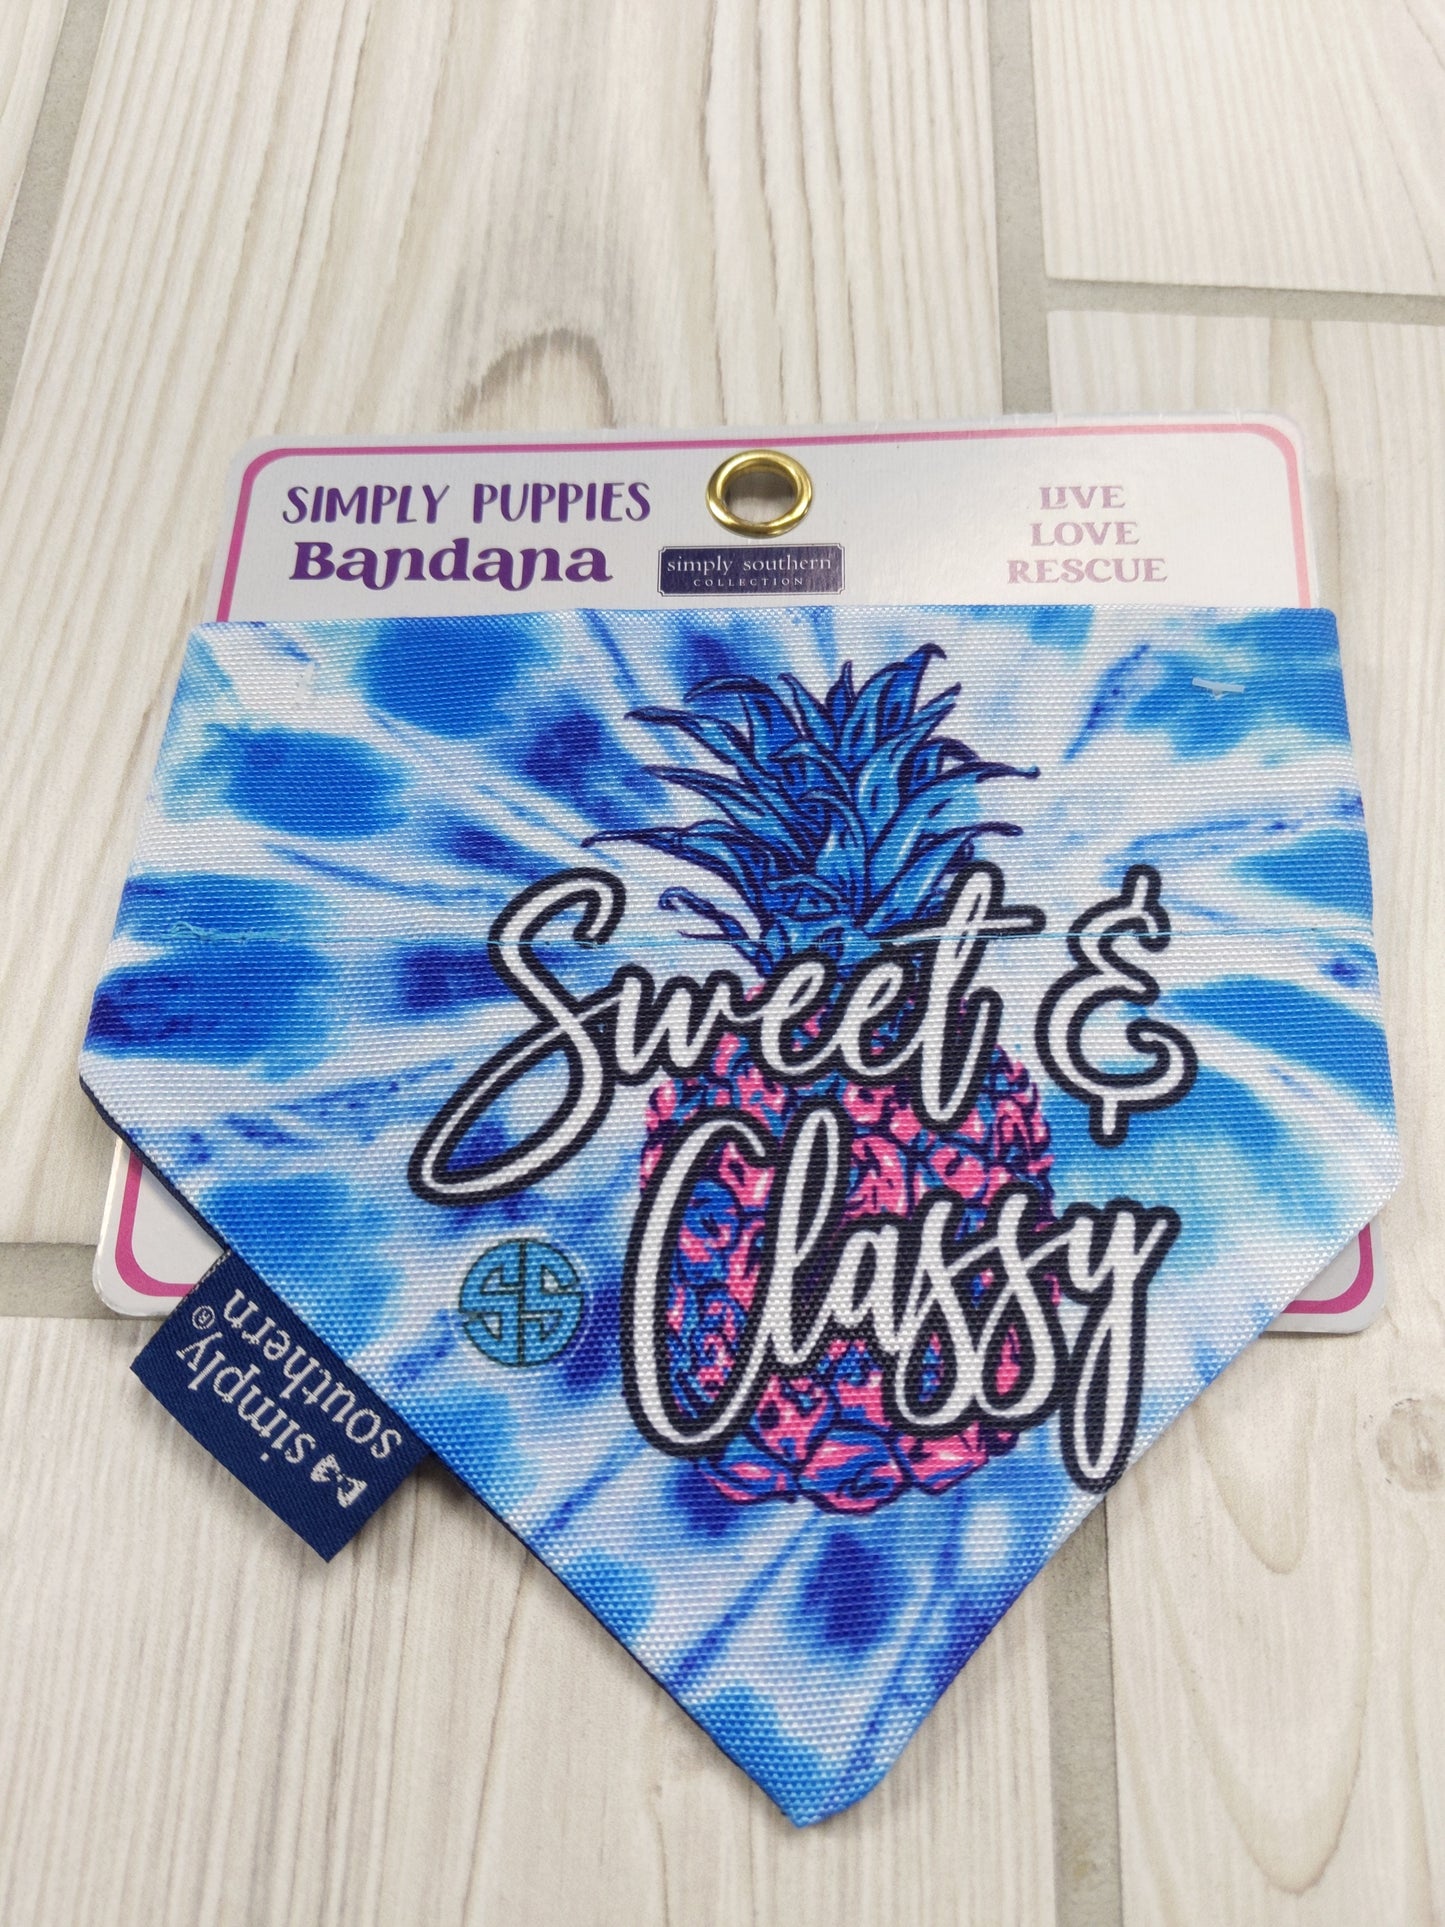 SIMPLY PUPPIES
Bandana
simply southern
COLLECTION
LIVE
LOVE
RESCUE
Sweet &
Classy
SS
simply®
southern